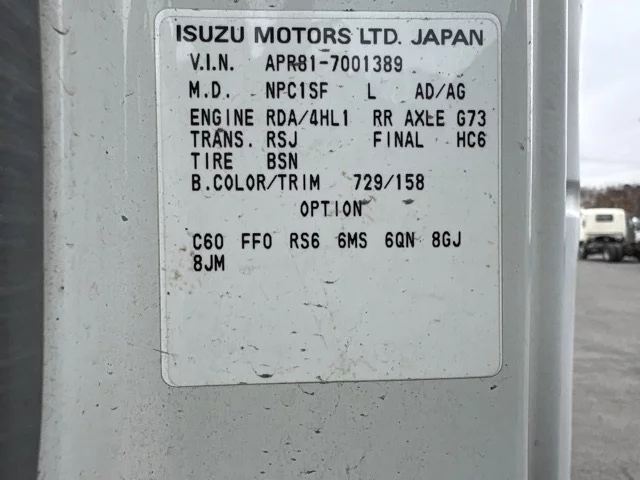 ISUZU MOTORS LTD. JAPAN
V.I.N. APR81-7001389
M.D. NPC1SF L AD/AG
ENGINE RDA/4HL1 RR AXLE G73
TRANS. RSJ FINAL HC6
TIRE BSN
B.COLOR/TRIM 729/158
OPTION
C60 FFO RS6 6MS 6QN 8GJ
8JM